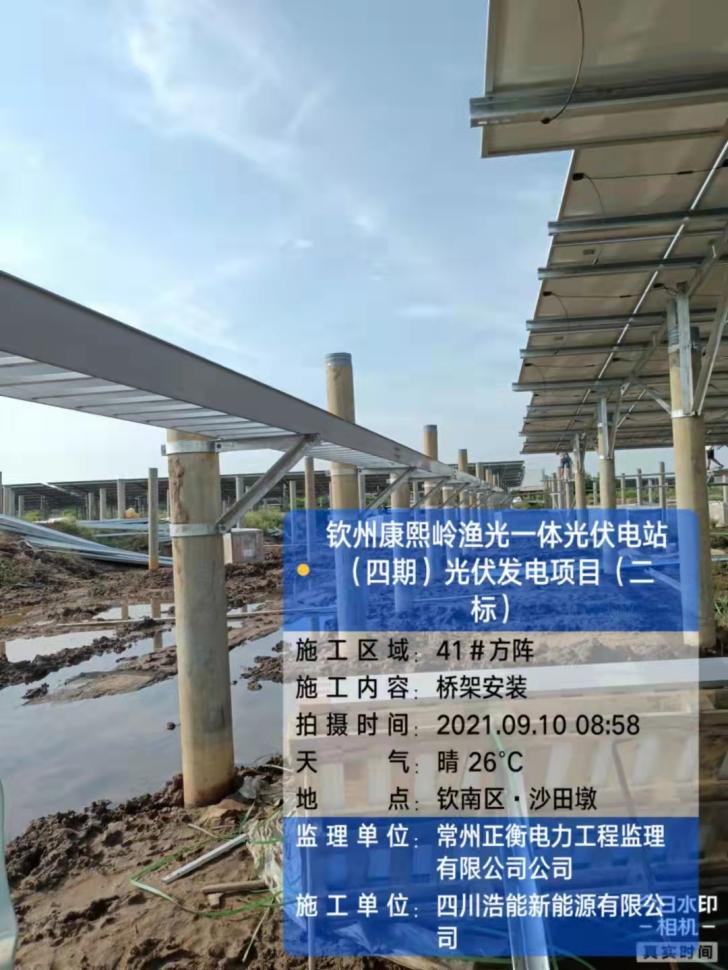 钦州康熙岭渔光一体光伏电站
（四期）光伏发电项目（二
标）
施工区域：41#方阵
施工内容：桥架安装
拍摄时间：2021.09.10 08:58
天气：晴 26℃
地点：钦南区·沙田墩
监理单位：常州正衡电力工程监理
有限公司公司
施工单位：四川浩能新能源有限公
司
今日水印
相机
真实时间